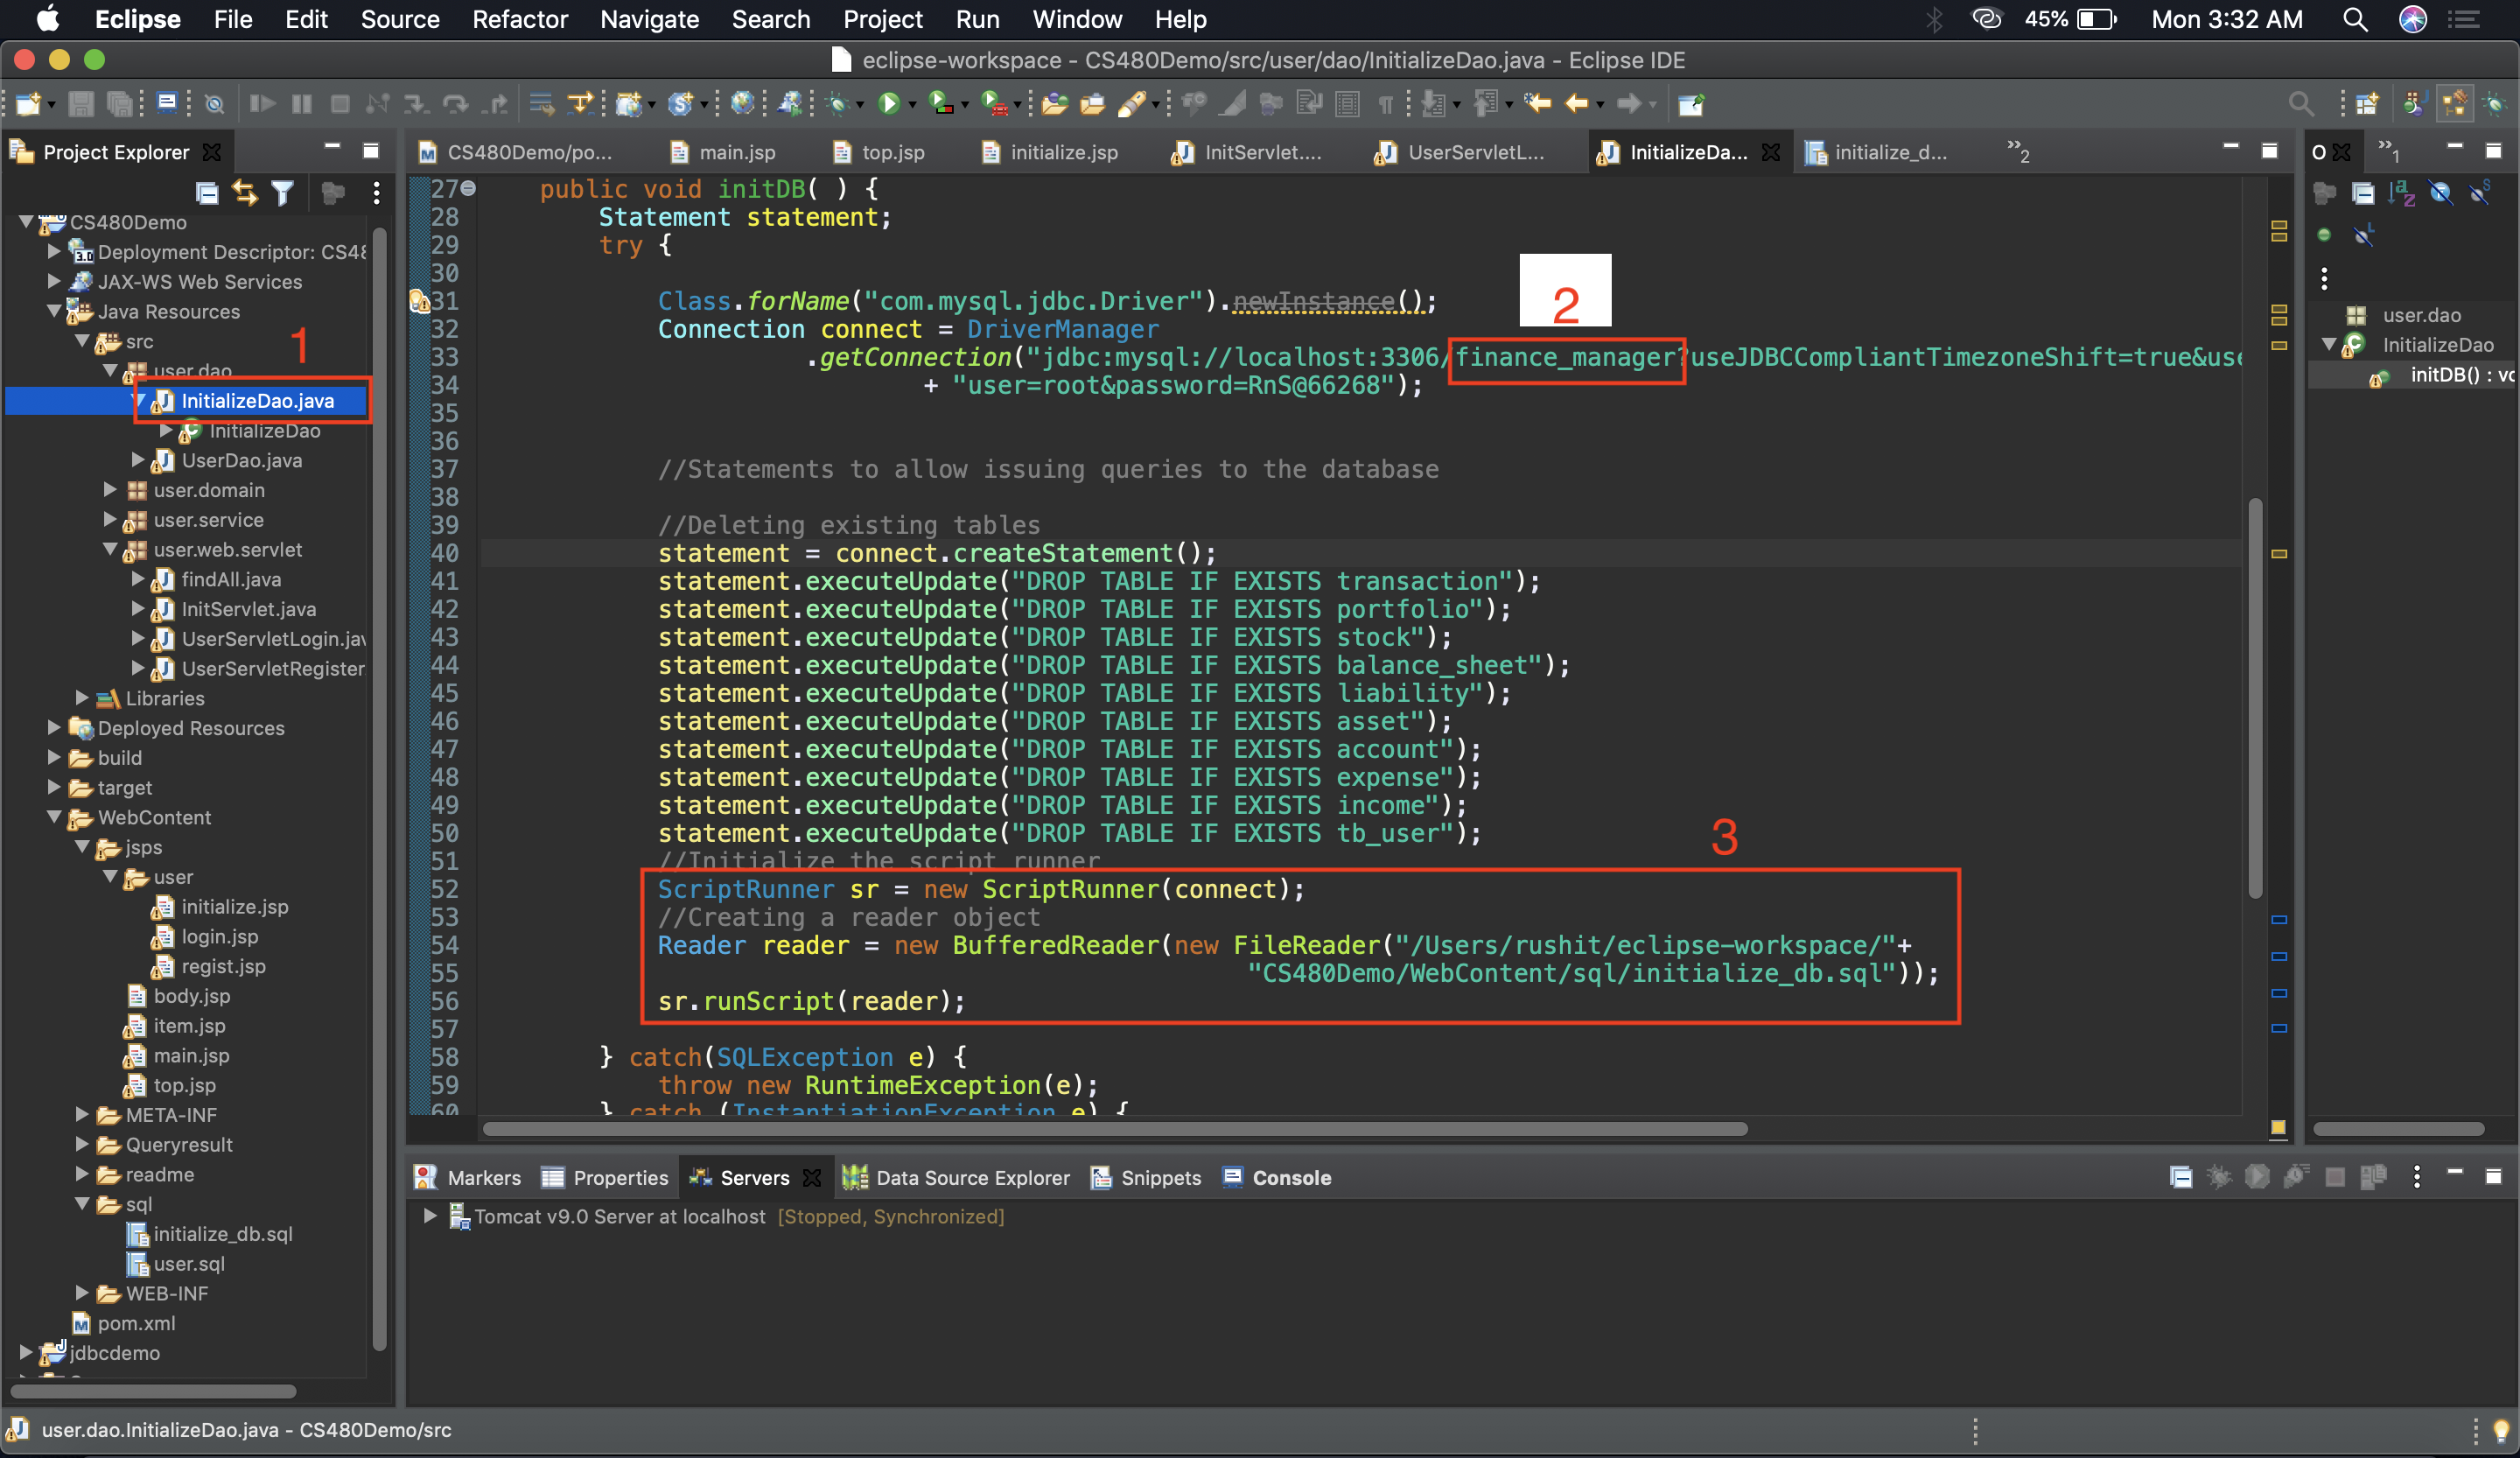 Eclipse File Edit Source Refactor Navigate Search Project Run Window Help 45% Mon 3:32 AM
eclipse-workspace - CS480Demo/src/user/dao/InitializeDao.java - Eclipse IDE
Project Explorer
CS480Demo/po... main.jsp top.jsp initialize.jsp InitServlet.... UserServletL... InitializeDa... initialize_d... »2
O »1
CS480Demo
Deployment Descriptor: CS48
JAX-WS Web Services
Java Resources
src
1
user.dao
InitializeDao.java
InitializeDao
UserDao.java
user.domain
user.service
user.web.servlet
findAll.java
InitServlet.java
UserServletLogin.jav
UserServletRegister
Libraries
Deployed Resources
build
target
WebContent
jsps
user
initialize.jsp
login.jsp
regist.jsp
body.jsp
item.jsp
main.jsp
top.jsp
META-INF
Queryresult
readme
sql
initialize_db.sql
user.sql
WEB-INF
pom.xml
jdbcdemo
27 public void initDB( ) {
28 Statement statement;
29 try {
30
2
31 Class.forName("com.mysql.jdbc.Driver").newInstance();
32 Connection connect = DriverManager
33 .getConnection("jdbc:mysql://localhost:3306/finance_manager?useJDBCCompliantTimezoneShift=true&use
34 + "user=root&password=RnS@66268");
35
36
37 //Statements to allow issuing queries to the database
38
39 //Deleting existing tables
40 statement = connect.createStatement();
41 statement.executeUpdate("DROP TABLE IF EXISTS transaction");
42 statement.executeUpdate("DROP TABLE IF EXISTS portfolio");
43 statement.executeUpdate("DROP TABLE IF EXISTS stock");
44 statement.executeUpdate("DROP TABLE IF EXISTS balance_sheet");
45 statement.executeUpdate("DROP TABLE IF EXISTS liability");
46 statement.executeUpdate("DROP TABLE IF EXISTS asset");
47 statement.executeUpdate("DROP TABLE IF EXISTS account");
48 statement.executeUpdate("DROP TABLE IF EXISTS expense");
49 statement.executeUpdate("DROP TABLE IF EXISTS income");
50 statement.executeUpdate("DROP TABLE IF EXISTS tb_user");
3
51 //Initialize the script runner
52 ScriptRunner sr = new ScriptRunner(connect);
53 //Creating a reader object
54 Reader reader = new BufferedReader(new FileReader("/Users/rushit/eclipse-workspace/"+
55 "CS480Demo/WebContent/sql/initialize_db.sql"));
56 sr.runScript(reader);
57
58 } catch(SQLException e) {
59 throw new RuntimeException(e);
60 } catch (InstantiationException e) {
user.dao
InitializeDao
initDB() : vo
Markers Properties Servers Data Source Explorer Snippets Console
Tomcat v9.0 Server at localhost [Stopped, Synchronized]
user.dao.InitializeDao.java - CS480Demo/src